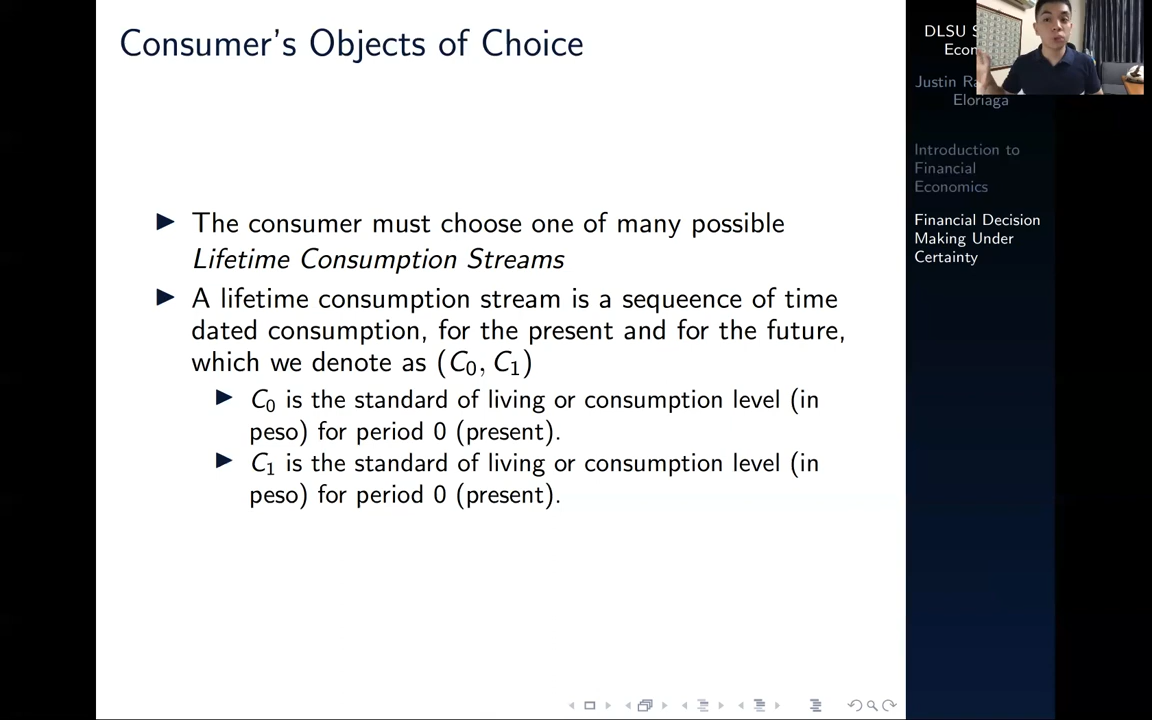 Consumer's Objects of Choice
▶ The consumer must choose one of many possible
Lifetime Consumption Streams
▶ A lifetime consumption stream is a sequeence of time
dated consumption, for the present and for the future,
which we denote as (C₀, C₁)
▶ C₀ is the standard of living or consumption level (in
peso) for period 0 (present).
▶ C₁ is the standard of living or consumption level (in
peso) for period 0 (present).
DLSU
Justin
Eloriaga
Introduction to
Financial
Economics
Financial Decision
Making Under
Certainty